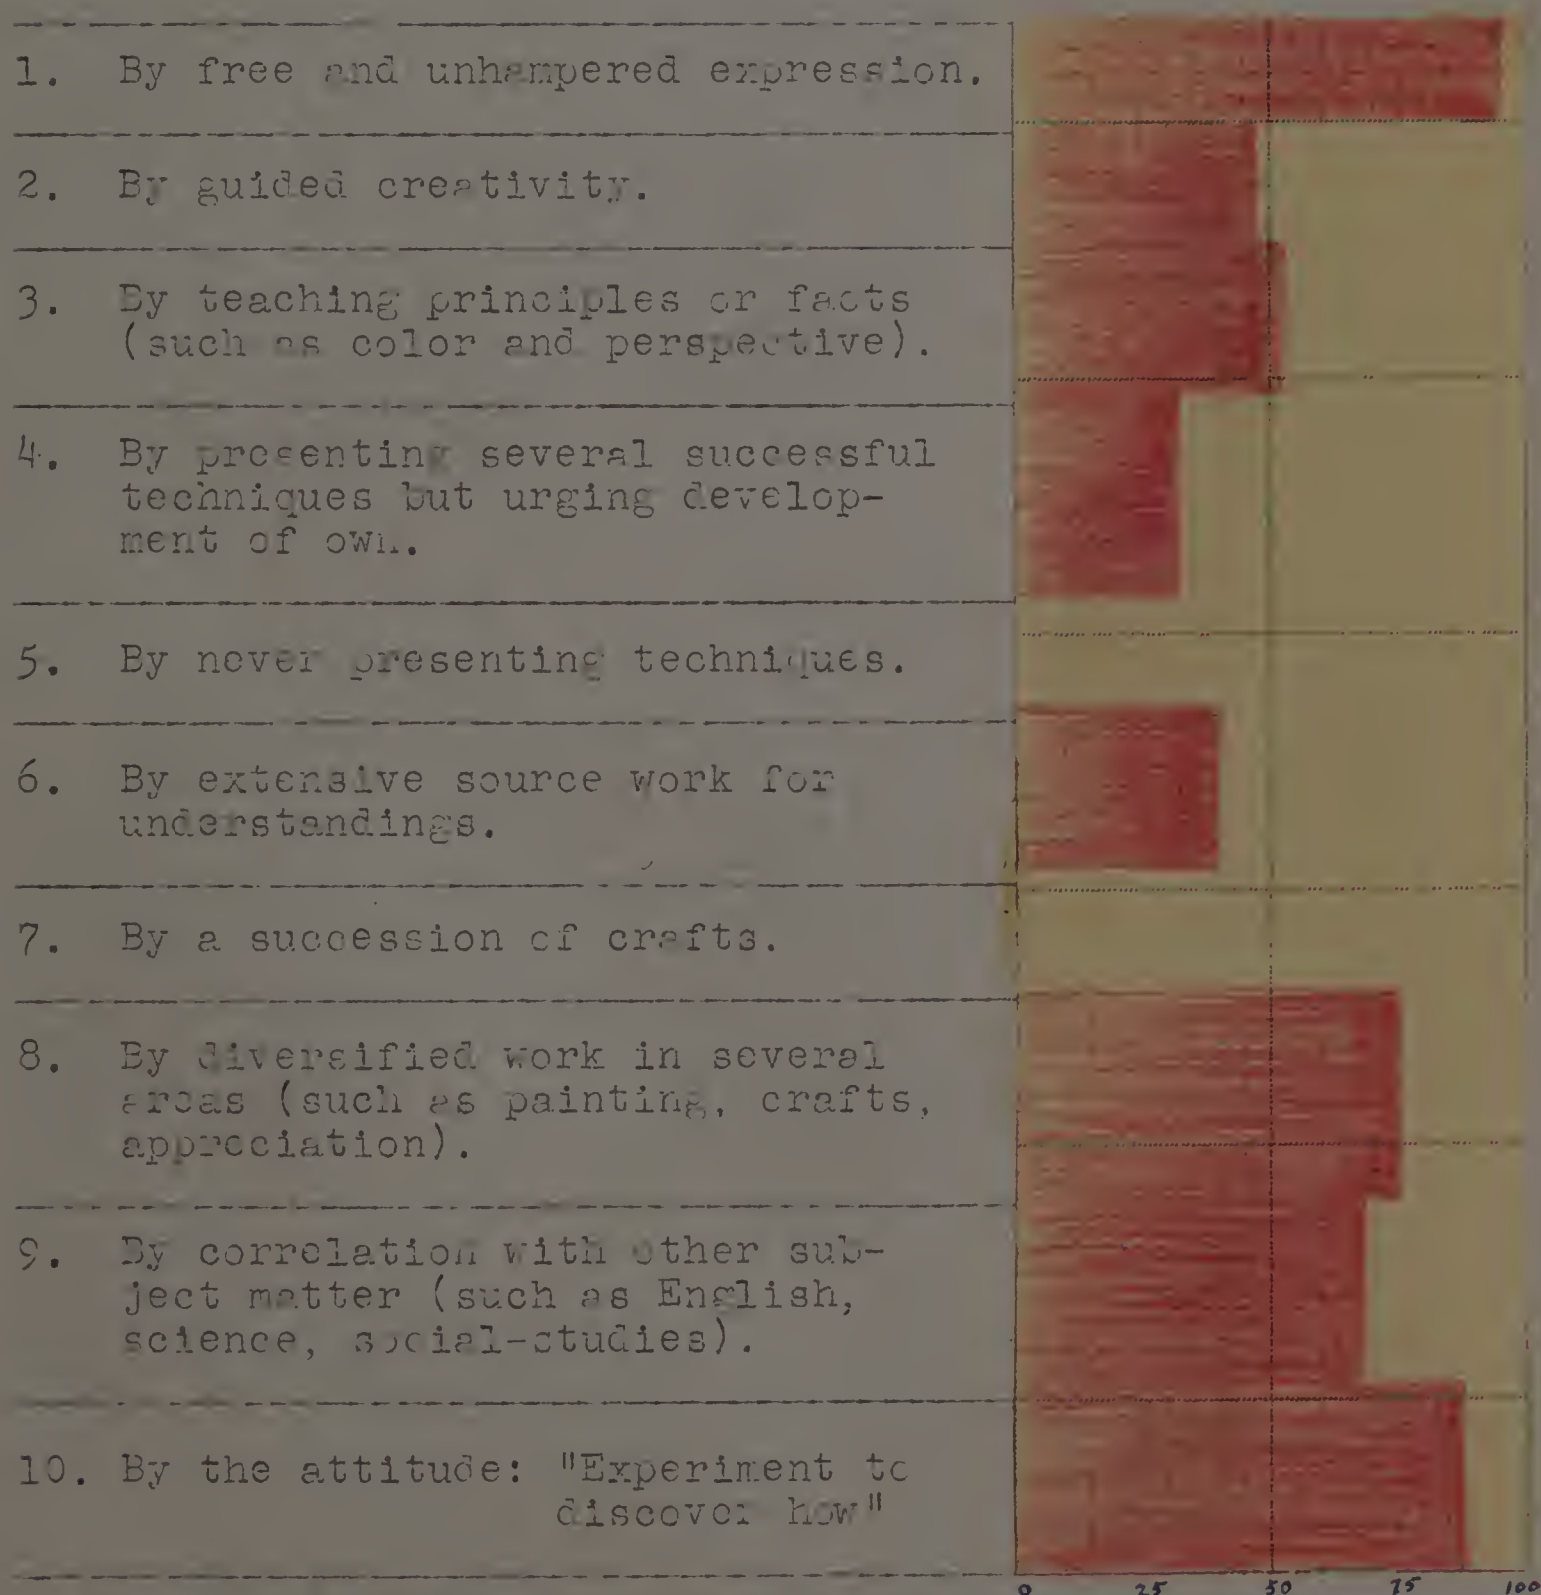 1. By free and unhampered expression.
2. By guided creativity.
3. By teaching principles or facts
(such as color and perspective).
4. By presenting several successful
techniques but urging develop-
ment of own.
5. By never presenting techniques.
6. By extensive source work for
understandings.
7. By a succession of crafts.
8. By diversified work in several
areas (such as painting, crafts,
appreciation).
9. By correlation with other sub-
ject matter (such as English,
science, social-studies).
10. By the attitude: "Experiment to
discover how"
0 25 50 75 100